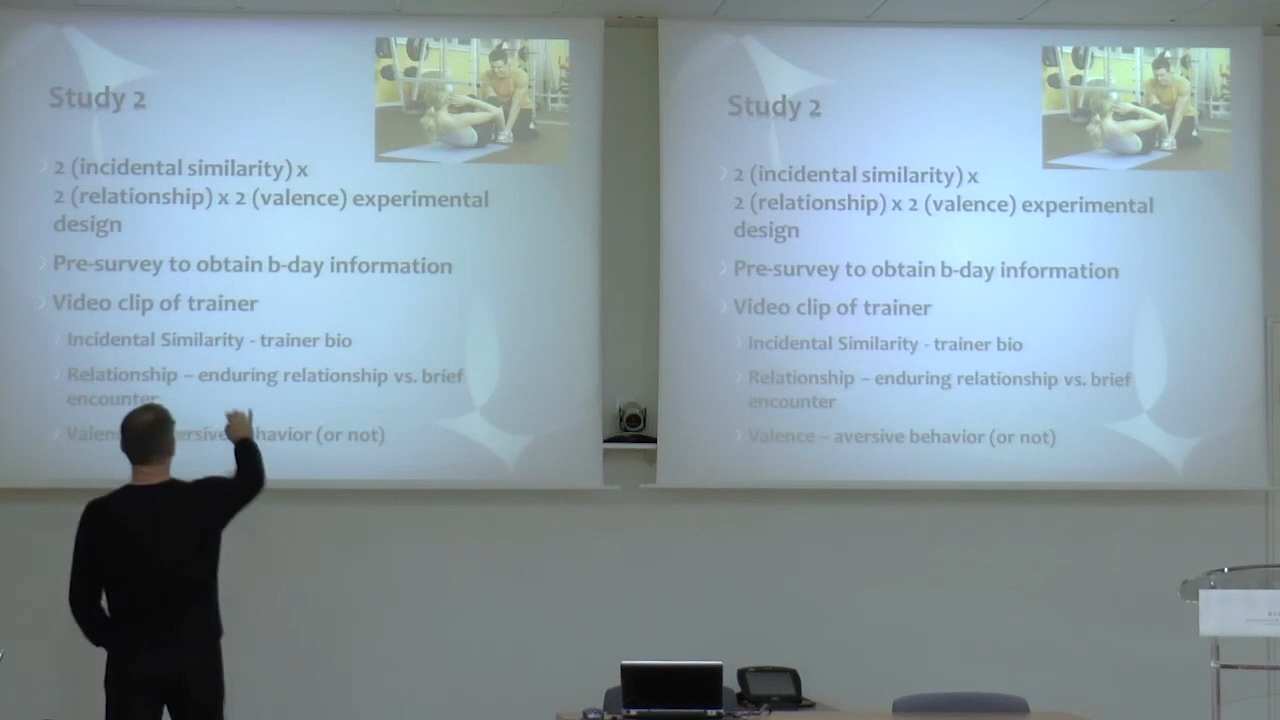 Study 2
2 (incidental similarity) x
2 (relationship) x 2 (valence) experimental
design
Pre-survey to obtain b-day information
Video clip of trainer
Incidental Similarity - trainer bio
Relationship – enduring relationship vs. brief
encounter
Valen ersive havior (or not)
Study 2
2 (incidental similarity) x
2 (relationship) x 2 (valence) experimental
design
Pre-survey to obtain b-day information
Video clip of trainer
Incidental Similarity - trainer bio
Relationship – enduring relationship vs. brief
encounter
Valence – aversive behavior (or not)